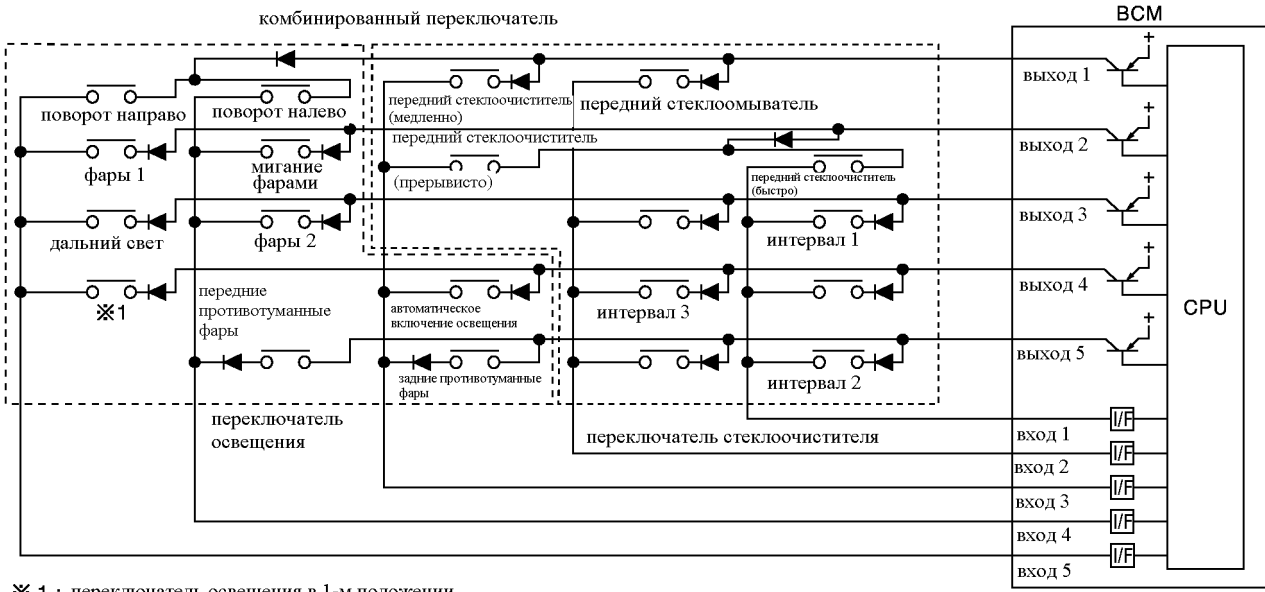 комбинированный переключатель
BCM
+
выход 1
поворот направо
поворот налево
передний стеклоочиститель
(медленно)
передний стеклоомыватель
+
выход 2
фары 1
мигание
фарами
передний стеклоочиститель
(прерывисто)
передний стеклоочиститель
(быстро)
+
выход 3
дальний свет
фары 2
интервал 1
+
выход 4
※1
передние
противотуманные
фары
автоматическое
включение освещения
интервал 3
CPU
+
выход 5
задние противотуманные
фары
интервал 2
переключатель
освещения
переключатель стеклоочистителя
I/F
вход 1
I/F
вход 2
I/F
вход 3
I/F
вход 4
I/F
вход 5
※ 1 : переключатель освещения в 1-м положении